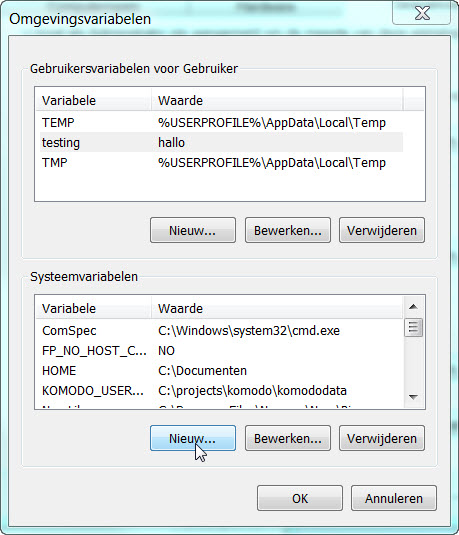 Omgevingsvariabelen
Gebruikersvariabelen voor Gebruiker
Variabele Waarde
TEMP %USERPROFILE%\AppData\Local\Temp
testing hallo
TMP %USERPROFILE%\AppData\Local\Temp
Nieuw... Bewerken... Verwijderen
Systeemvariabelen
Variabele Waarde
ComSpec C:\Windows\system32\cmd.exe
FP_NO_HOST_C... NO
HOME C:\Documenten
KOMODO_USER... C:\projects\komodo\komododata
Nieuw... Bewerken... Verwijderen
OK Annuleren